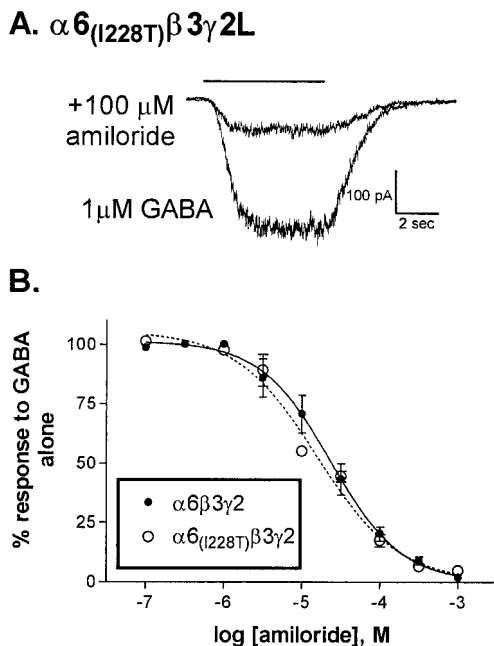 A. α6(I228T)β3γ2L
+100 μM
amiloride
1μM GABA
100 pA
2 sec
B.
% response to GABA
alone
100
75
50
25
0
α6β3γ2
α6(I228T)β3γ2
-7 -6 -5 -4 -3
log [amiloride], M